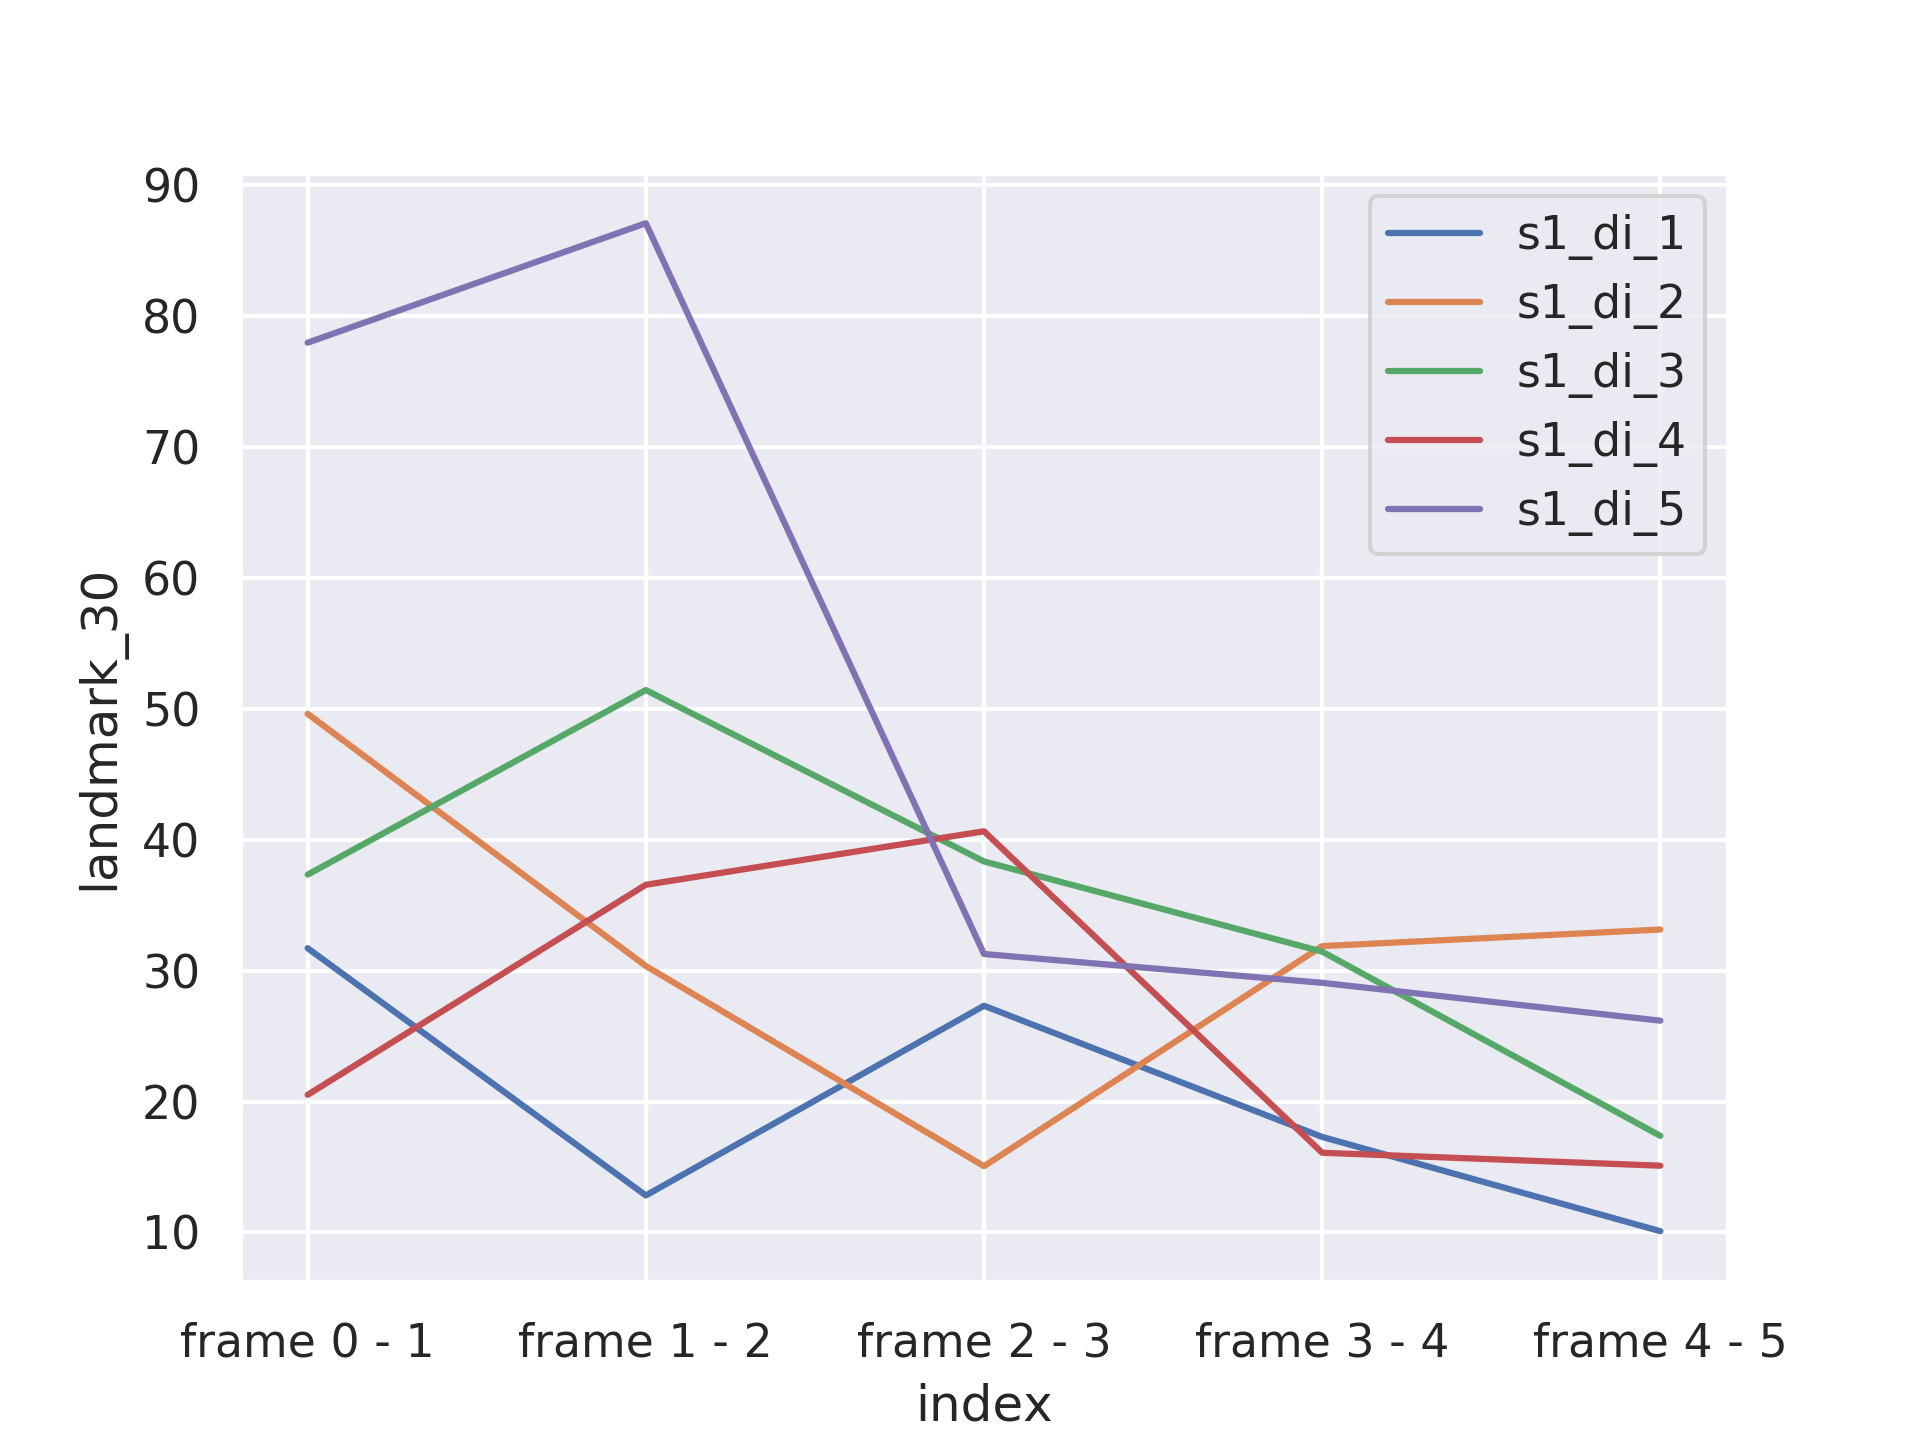 90
80
70
60
50
40
30
20
10
landmark_30
s1_di_1
s1_di_2
s1_di_3
s1_di_4
s1_di_5
frame 0 - 1
frame 1 - 2
frame 2 - 3
frame 3 - 4
frame 4 - 5
index